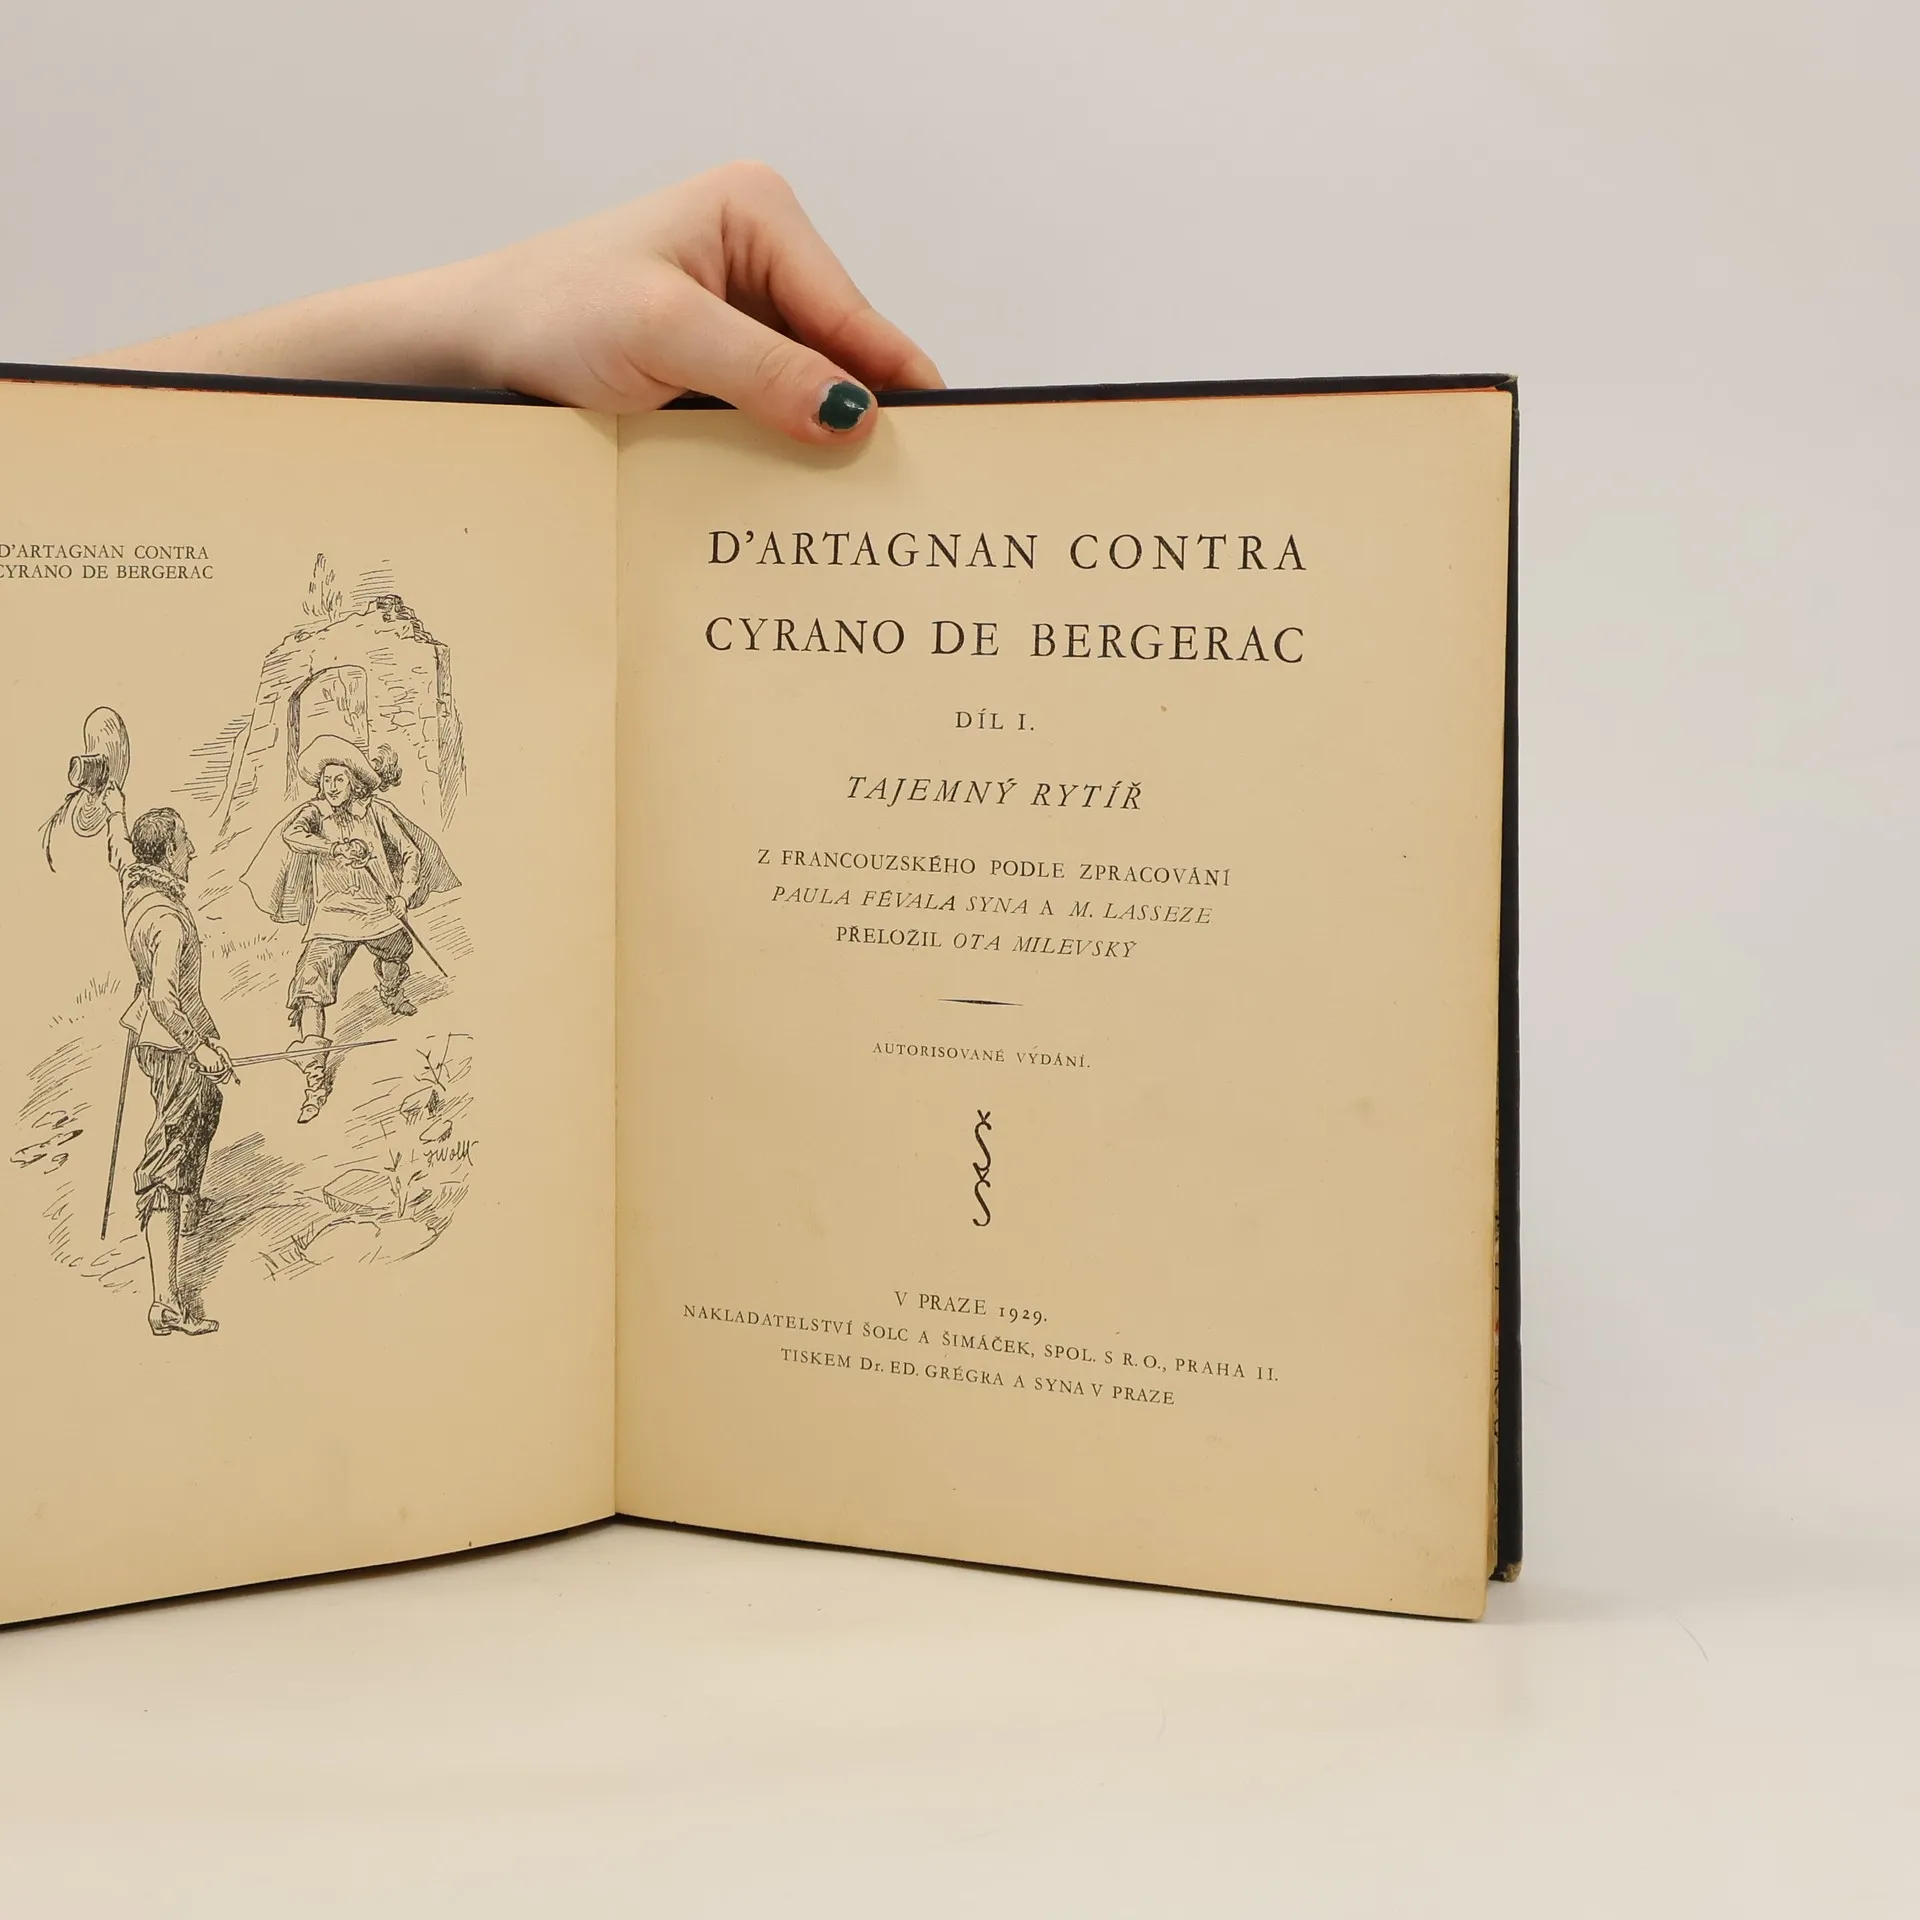 D'ARTAGNAN CONTRA
CYRANO DE BERGERAC
D'ARTAGNAN CONTRA
CYRANO DE BERGERAC
DÍL I.
TAJEMNÝ RYTÍŘ
Z FRANCOUZSKÉHO PODLE ZPRACOVÁNÍ
PAULA FÉVALA SYNA A M. LASSEZE
PŘELOŽIL OTA MILEVSKÝ
AUTORISOVANÉ VYDÁNÍ.
V PRAZE 1929.
NAKLADATELSTVÍ ŠOLC A ŠIMÁČEK, SPOL. S R. O., PRAHA II.
TISKEM Dr. ED. GRÉGRA A SYNA V PRAZE